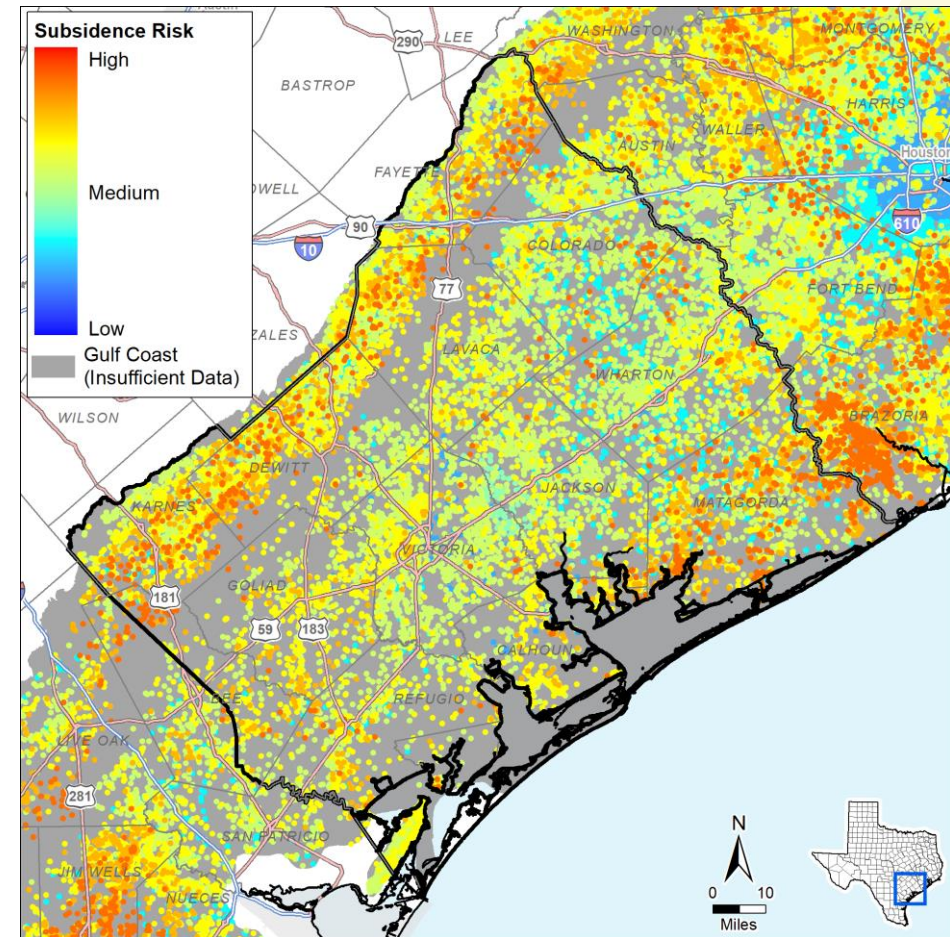 Subsidence Risk
High
Medium
Low
Gulf Coast
(Insufficient Data)
Austin
290
LEE
WASHINGTON
MONTGOMERY
BASTROP
HARRIS
WALLER
Houston
AUSTIN
FAYETTE
DWELL
90
610
10
COLORADO
77
FORT BEND
ZALES
LAVACA
WHARTON
WILSON
BRAZORIA
DEWITT
JACKSON
MATAGORDA
KARNES
VICTORIA
GOLIAD
181
59
183
CALHOUN
BEE
REFUGIO
LIVE OAK
281
SAN PATRICIO
N
JIM WELLS
NUECES
0 10
Miles